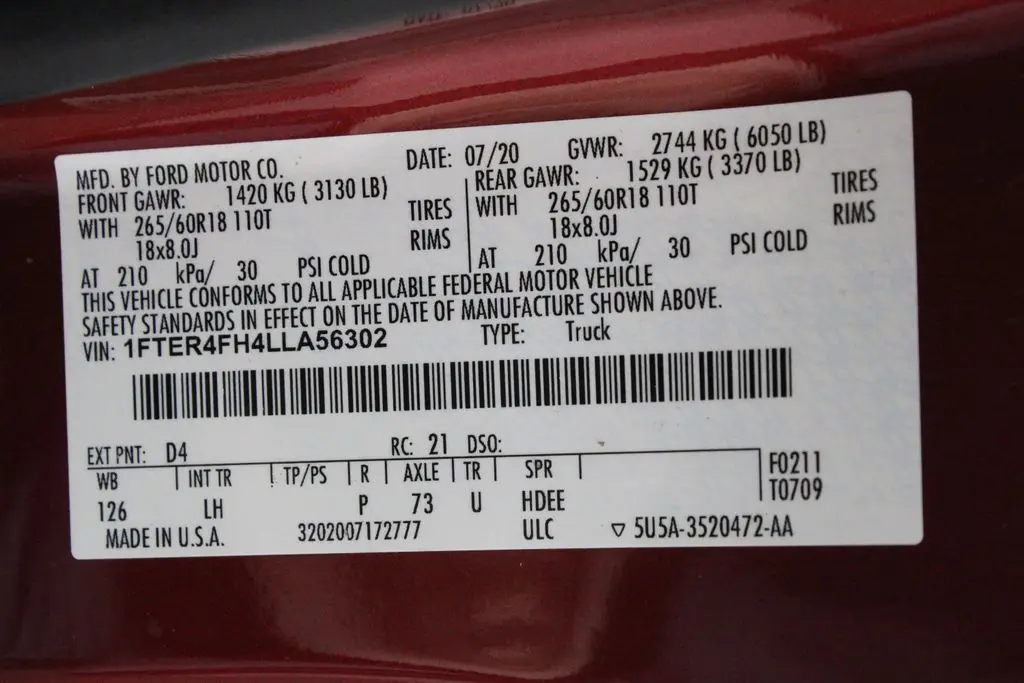 MFD. BY FORD MOTOR CO. DATE: 07/20 GVWR: 2744 KG ( 6050 LB)
FRONT GAWR: 1420 KG ( 3130 LB) REAR GAWR: 1529 KG ( 3370 LB)
WITH 265/60R18 110T TIRES WITH 265/60R18 110T TIRES
18x8.0J RIMS 18x8.0J RIMS
AT 210 kPa/ 30 PSI COLD AT 210 kPa/ 30 PSI COLD
THIS VEHICLE CONFORMS TO ALL APPLICABLE FEDERAL MOTOR VEHICLE
SAFETY STANDARDS IN EFFECT ON THE DATE OF MANUFACTURE SHOWN ABOVE.
VIN: 1FTER4FH4LLA56302 TYPE: Truck
EXT PNT: D4 RC: 21 DSO:
WB INT TR TP/PS R AXLE TR SPR F0211
126 LH P 73 U HDEE T0709
MADE IN U.S.A. 3202007172777 ULC ▽ 5U5A-3520472-AA